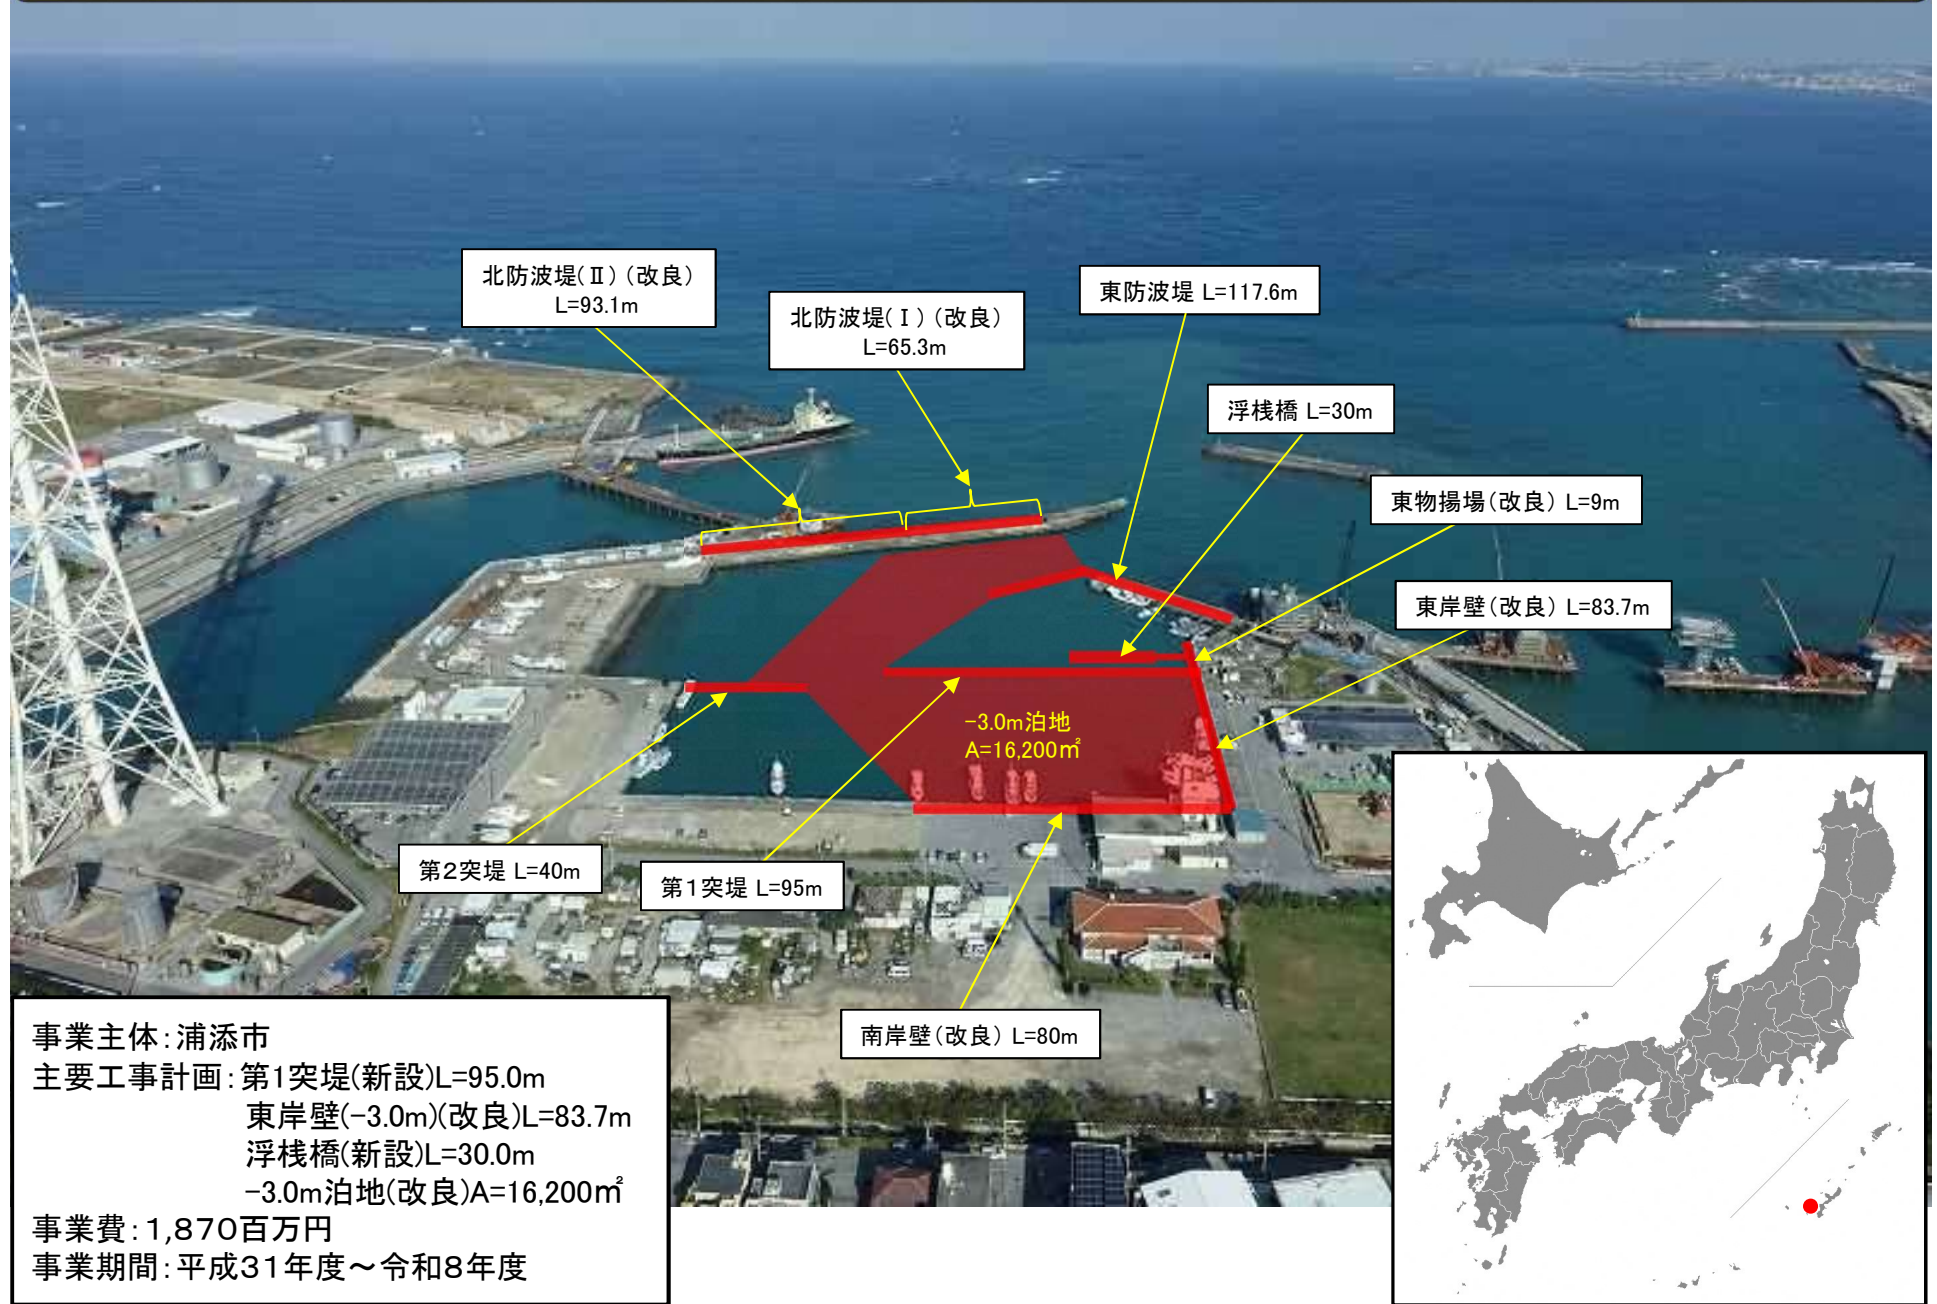 北防波堤(Ⅱ)(改良)
L=93.1m
北防波堤(Ⅰ)(改良)
L=65.3m
東防波堤 L=117.6m
浮桟橋 L=30m
東物揚場(改良) L=9m
東岸壁(改良) L=83.7m
-3.0m泊地
A=16,200㎡
第2突堤 L=40m
第1突堤 L=95m
南岸壁(改良) L=80m
事業主体:浦添市
主要工事計画:第1突堤(新設)L=95.0m
東岸壁(-3.0m)(改良)L=83.7m
浮桟橋(新設)L=30.0m
-3.0m泊地(改良)A=16,200㎡
事業費:1,870百万円
事業期間:平成31年度～令和8年度